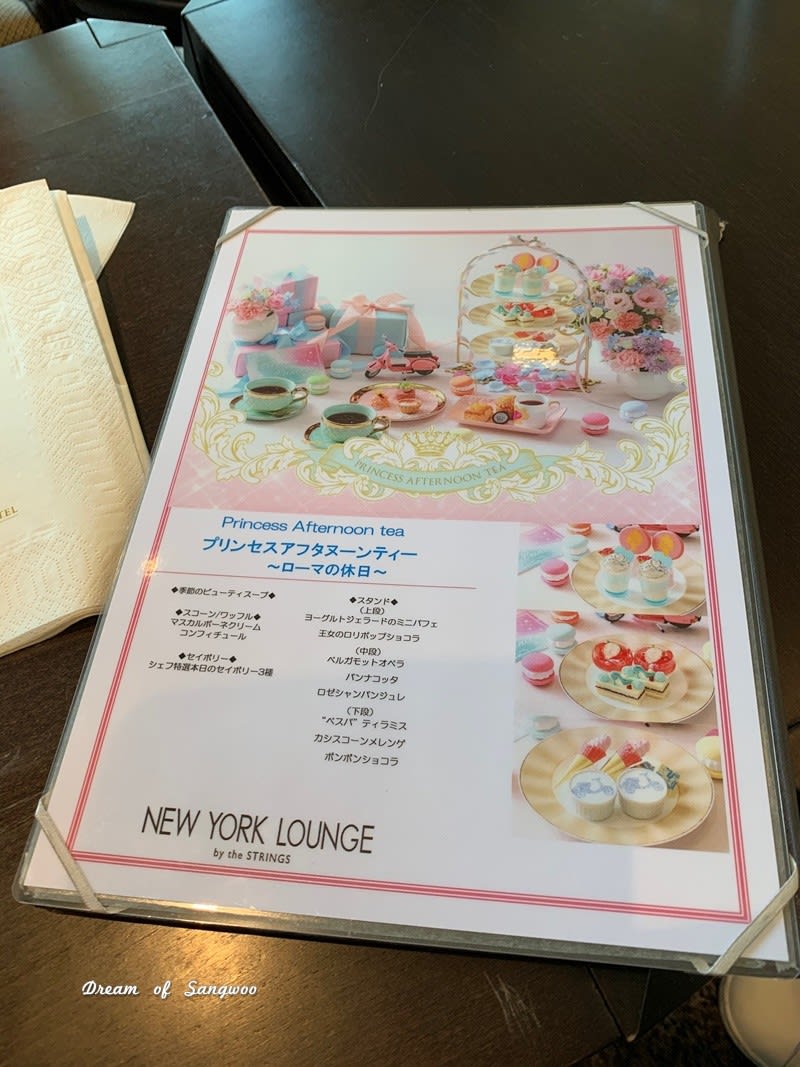 TEL
PRINCESS AFTERNOON TEA
Princess Afternoon tea
プリンセスアフタヌーンティー
～ローマの休日～
◆季節のビューティスープ◆
◆スコーン/ワッフル◆
マスカルポーネクリーム
コンフィチュール
◆セイボリー◆
シェフ特選本日のセイボリー3種
◆スタンド◆
（上段）
ヨーグルトジェラードのミニパフェ
王女のロリポップショコラ
（中段）
ベルガモットオペラ
パンナコッタ
ロゼシャンパンジュレ
（下段）
"ベスパ"ティラミス
カシスコーンメレンゲ
ボンボンショコラ
NEW YORK LOUNGE
by the STRINGS
Dream of Sangwoo